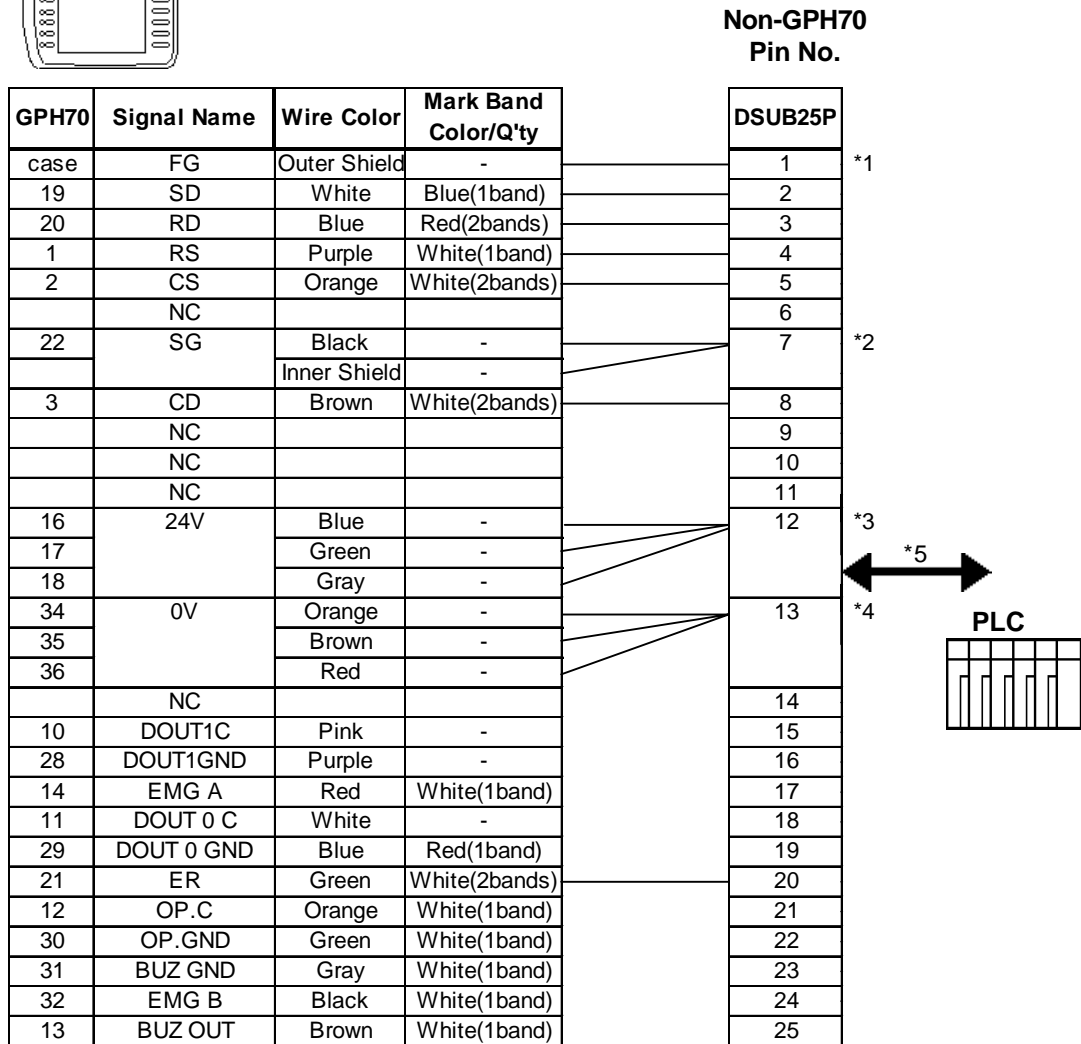 Non-GPH70
Pin No.
GPH70 Signal Name Wire Color Mark Band Color/Q'ty DSUB25P
case FG Outer Shield - 1 *1
19 SD White Blue(1band) 2
20 RD Blue Red(2bands) 3
1 RS Purple White(1band) 4
2 CS Orange White(2bands) 5
NC 6
22 SG Black - 7 *2
Inner Shield -
3 CD Brown White(2bands) 8
NC 9
NC 10
NC 11
16 24V Blue - 12 *3
17 Green - *5
18 Gray -
34 0V Orange - 13 *4
35 Brown - PLC
36 Red -
NC 14
10 DOUT1C Pink - 15
28 DOUT1GND Purple - 16
14 EMG A Red White(1band) 17
11 DOUT 0 C White - 18
29 DOUT 0 GND Blue Red(1band) 19
21 ER Green White(2bands) 20
12 OP.C Orange White(1band) 21
30 OP.GND Green White(1band) 22
31 BUZ GND Gray White(1band) 23
32 EMG B Black White(1band) 24
13 BUZ OUT Brown White(1band) 25